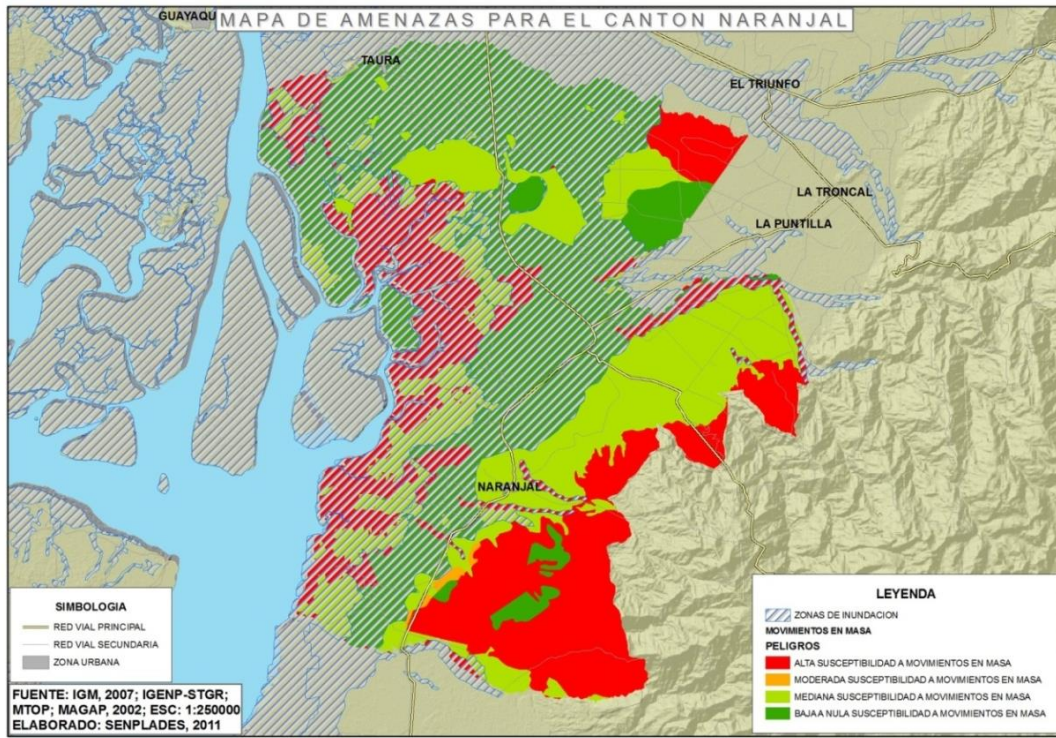 MAPA DE AMENAZAS PARA EL CANTON NARANJAL
GUAYAQU
TAURA
EL TRIUNFO
LA TRONCAL
LA PUNTILLA
NARANJAL
SIMBOLOGIA
RED VIAL PRINCIPAL
RED VIAL SECUNDARIA
ZONA URBANA
FUENTE: IGM, 2007; IGENP-STGR;
MTOP; MAGAP, 2002; ESC: 1:250000
ELABORADO: SENPLADES, 2011
LEYENDA
ZONAS DE INUNDACION
MOVIMIENTOS EN MASA
PELIGROS
ALTA SUSCEPTIBILIDAD A MOVIMIENTOS EN MASA
MODERADA SUSCEPTIBILIDAD A MOVIMIENTOS EN MASA
MEDIANA SUSCEPTIBILIDAD A MOVIMIENTOS EN MASA
BAJA A NULA SUSCEPTIBILIDAD A MOVIMIENTOS EN MASA